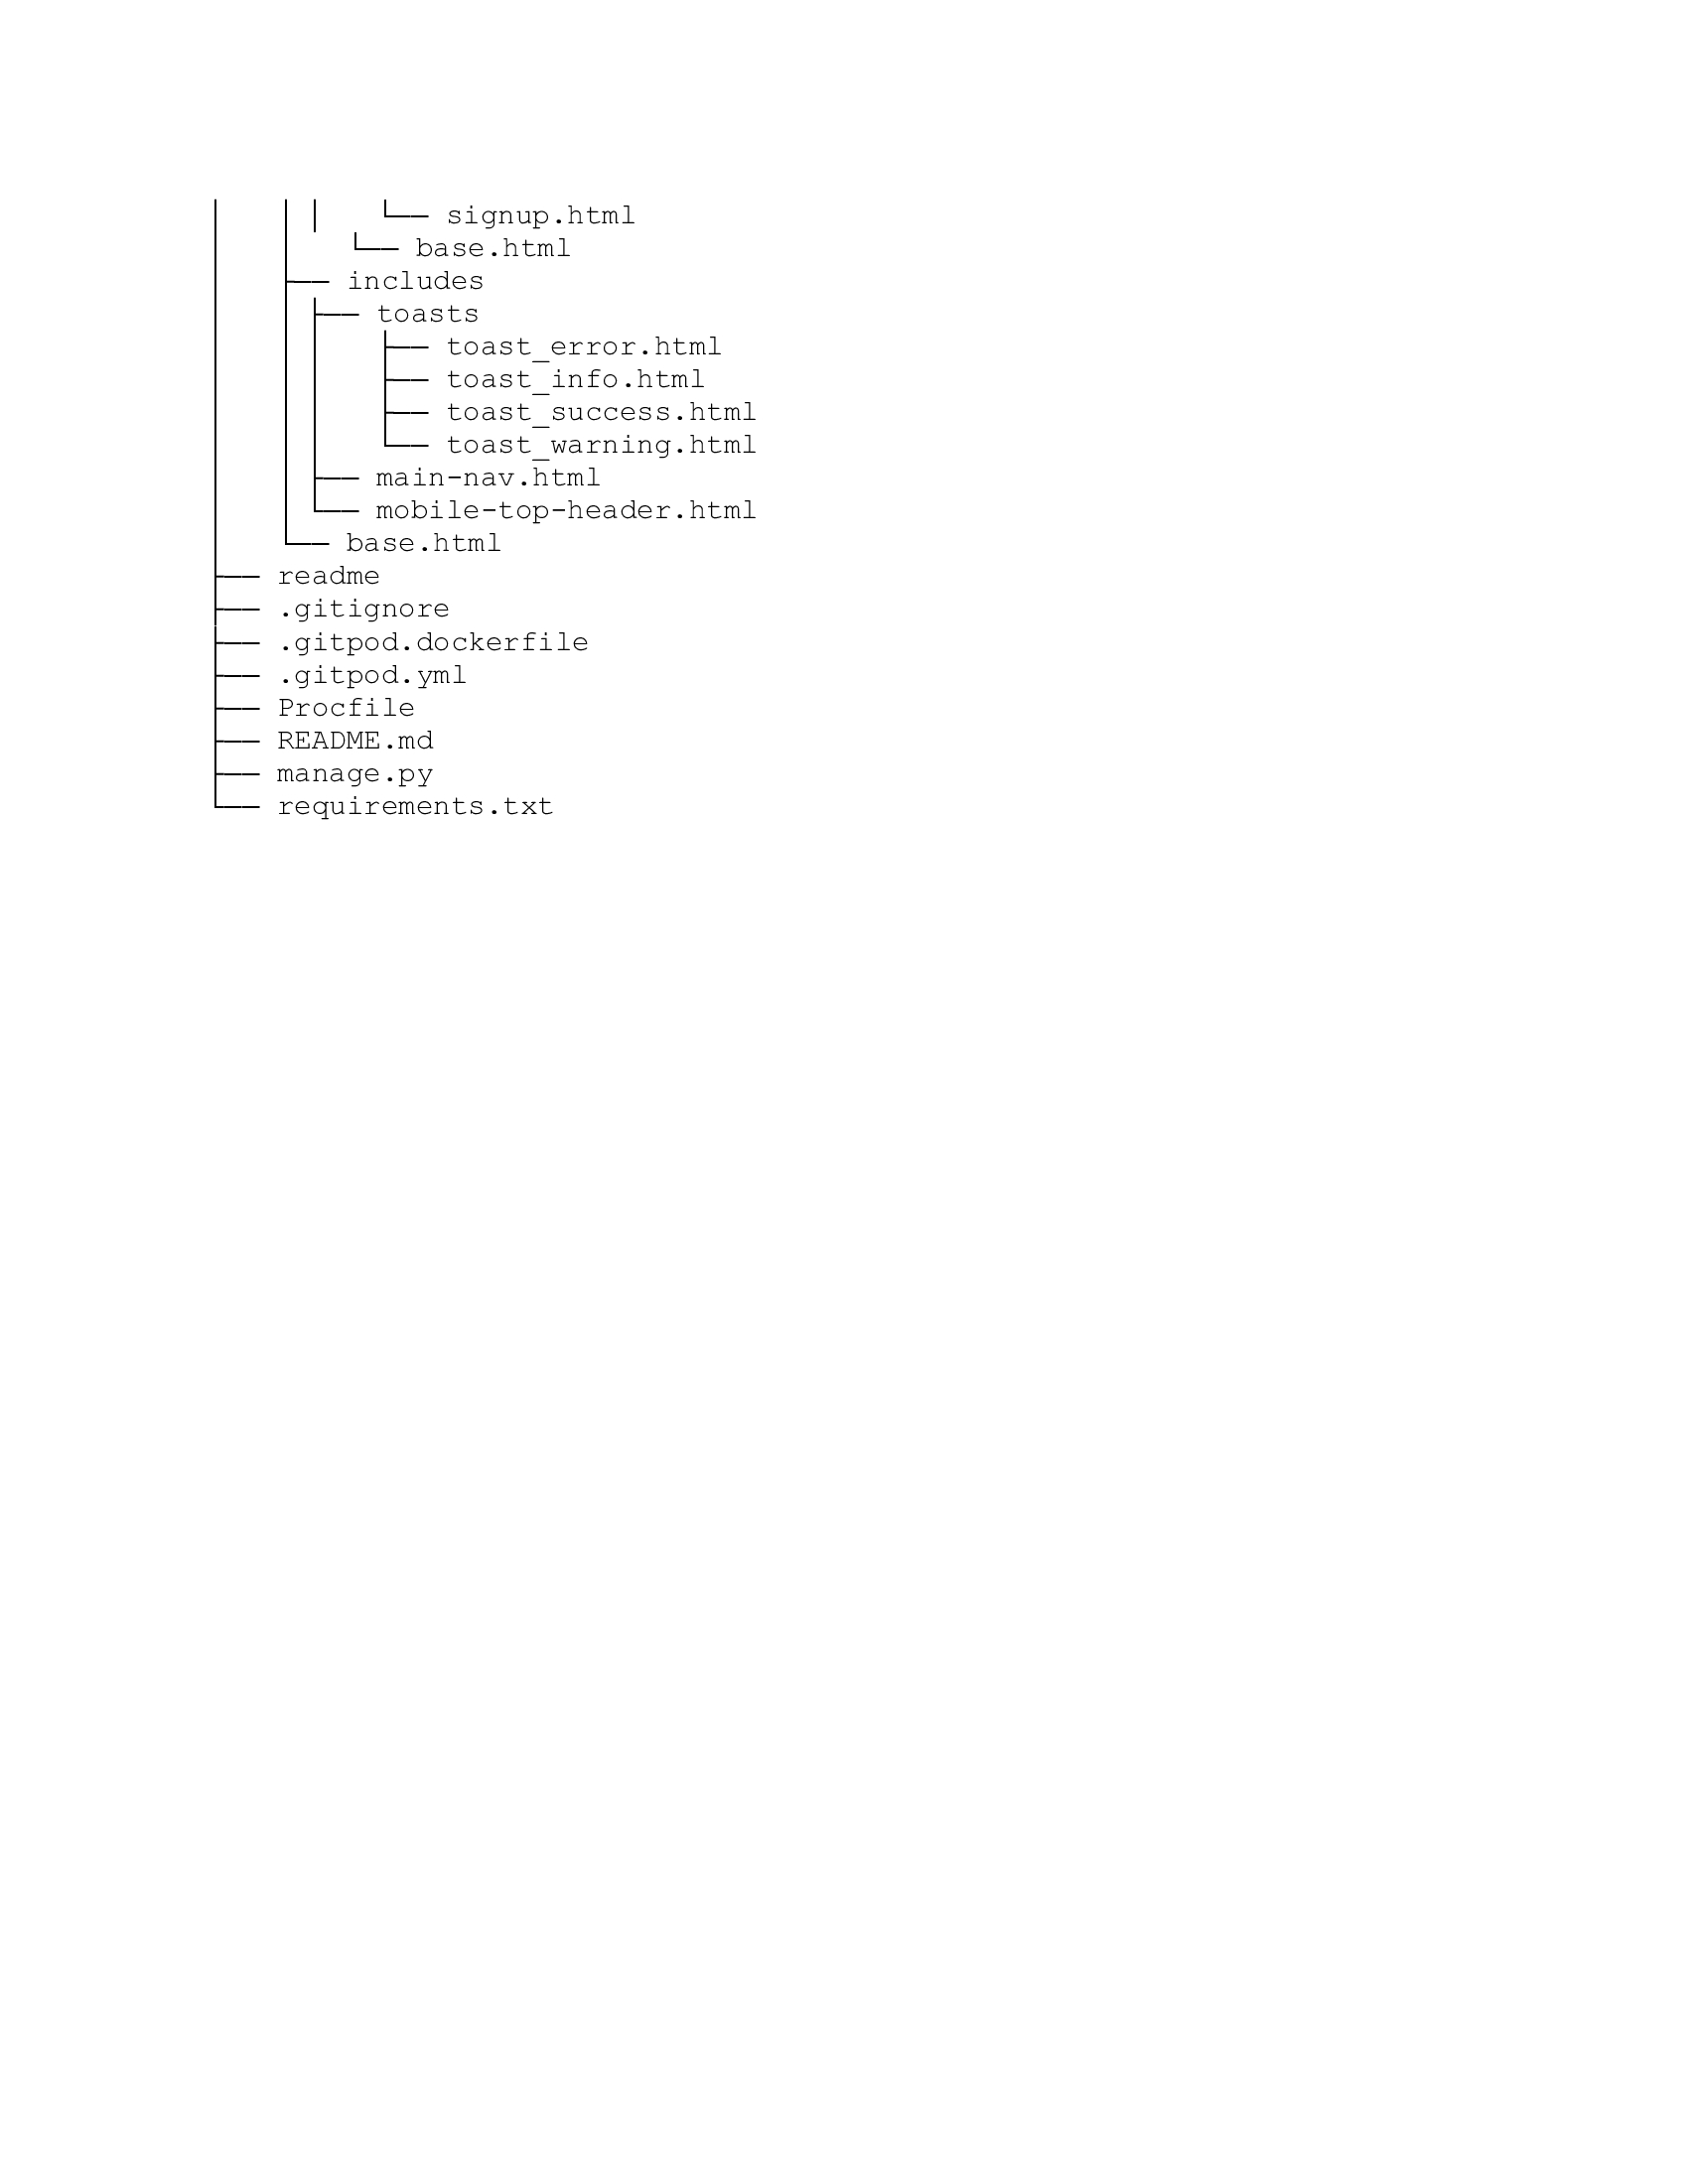 │   │ │   └── signup.html
│   │   └── base.html
│   ├── includes
│   │ ├── toasts
│   │ │   ├── toast_error.html
│   │ │   ├── toast_info.html
│   │ │   ├── toast_success.html
│   │ │   └── toast_warning.html
│   │ ├── main-nav.html
│   │ └── mobile-top-header.html
│   └── base.html
├── readme
├── .gitignore
├── .gitpod.dockerfile
├── .gitpod.yml
├── Procfile
├── README.md
├── manage.py
└── requirements.txt